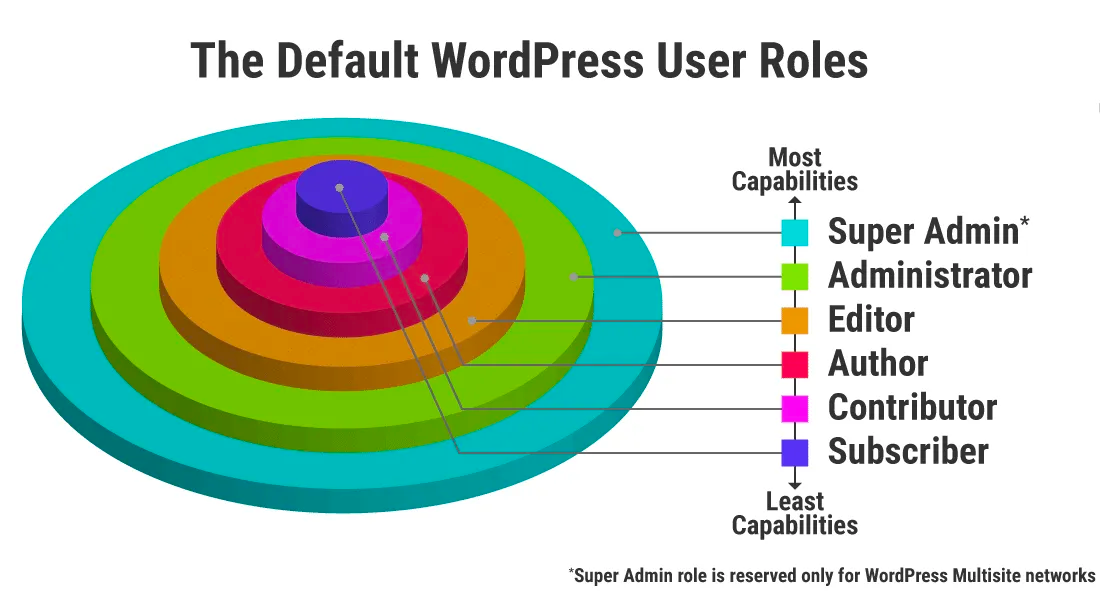 The Default WordPress User Roles
Most
Capabilities
Super Admin*
Administrator
Editor
Author
Contributor
Subscriber
Least
Capabilities
*Super Admin role is reserved only for WordPress Multisite networks